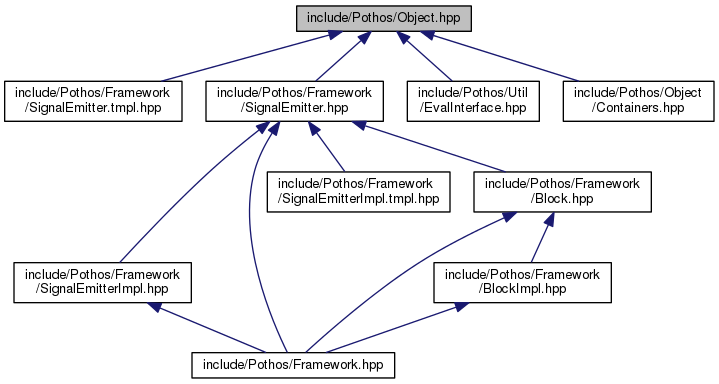 include/Pothos/Object.hpp
include/Pothos/Framework
/SignalEmitter.tmpl.hpp
include/Pothos/Framework
/SignalEmitter.hpp
include/Pothos/Util
/EvalInterface.hpp
include/Pothos/Object
/Containers.hpp
include/Pothos/Framework
/SignalEmitterImpl.tmpl.hpp
include/Pothos/Framework
/Block.hpp
include/Pothos/Framework
/SignalEmitterImpl.hpp
include/Pothos/Framework
/BlockImpl.hpp
include/Pothos/Framework.hpp